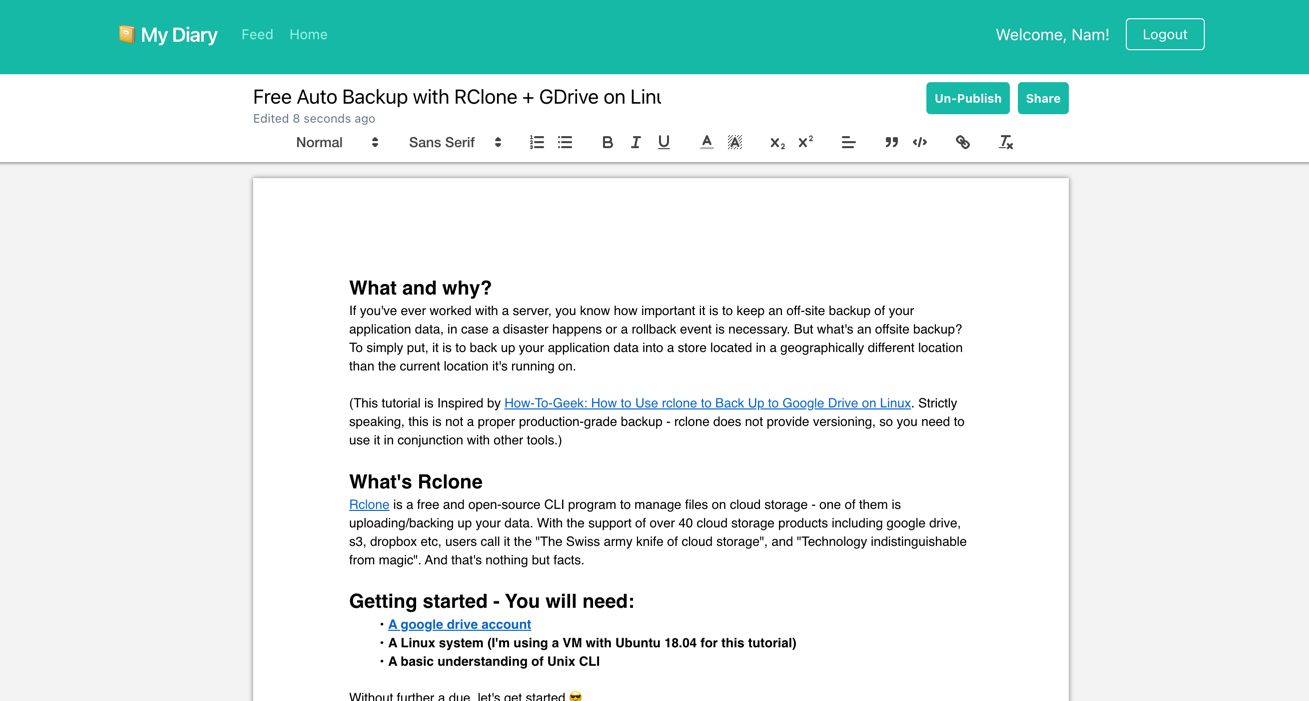 My Diary Feed Home Welcome, Nam! Logout
Free Auto Backup with RClone + GDrive on Linu
Un-Publish Share
Edited 8 seconds ago
Normal Sans Serif
What and why?
If you've ever worked with a server, you know how important it is to keep an off-site backup of your
application data, in case a disaster happens or a rollback event is necessary. But what's an offsite backup?
To simply put, it is to back up your application data into a store located in a geographically different location
than the current location it's running on.
(This tutorial is Inspired by How-To-Geek: How to Use rclone to Back Up to Google Drive on Linux. Strictly
speaking, this is not a proper production-grade backup - rclone does not provide versioning, so you need to
use it in conjunction with other tools.)
What's Rclone
Rclone is a free and open-source CLI program to manage files on cloud storage - one of them is
uploading/backing up your data. With the support of over 40 cloud storage products including google drive,
s3, dropbox etc, users call it the "The Swiss army knife of cloud storage", and "Technology indistinguishable
from magic". And that's nothing but facts.
Getting started - You will need:
• A google drive account
• A Linux system (I'm using a VM with Ubuntu 18.04 for this tutorial)
• A basic understanding of Unix CLI
Without further a due, let's get started 😎